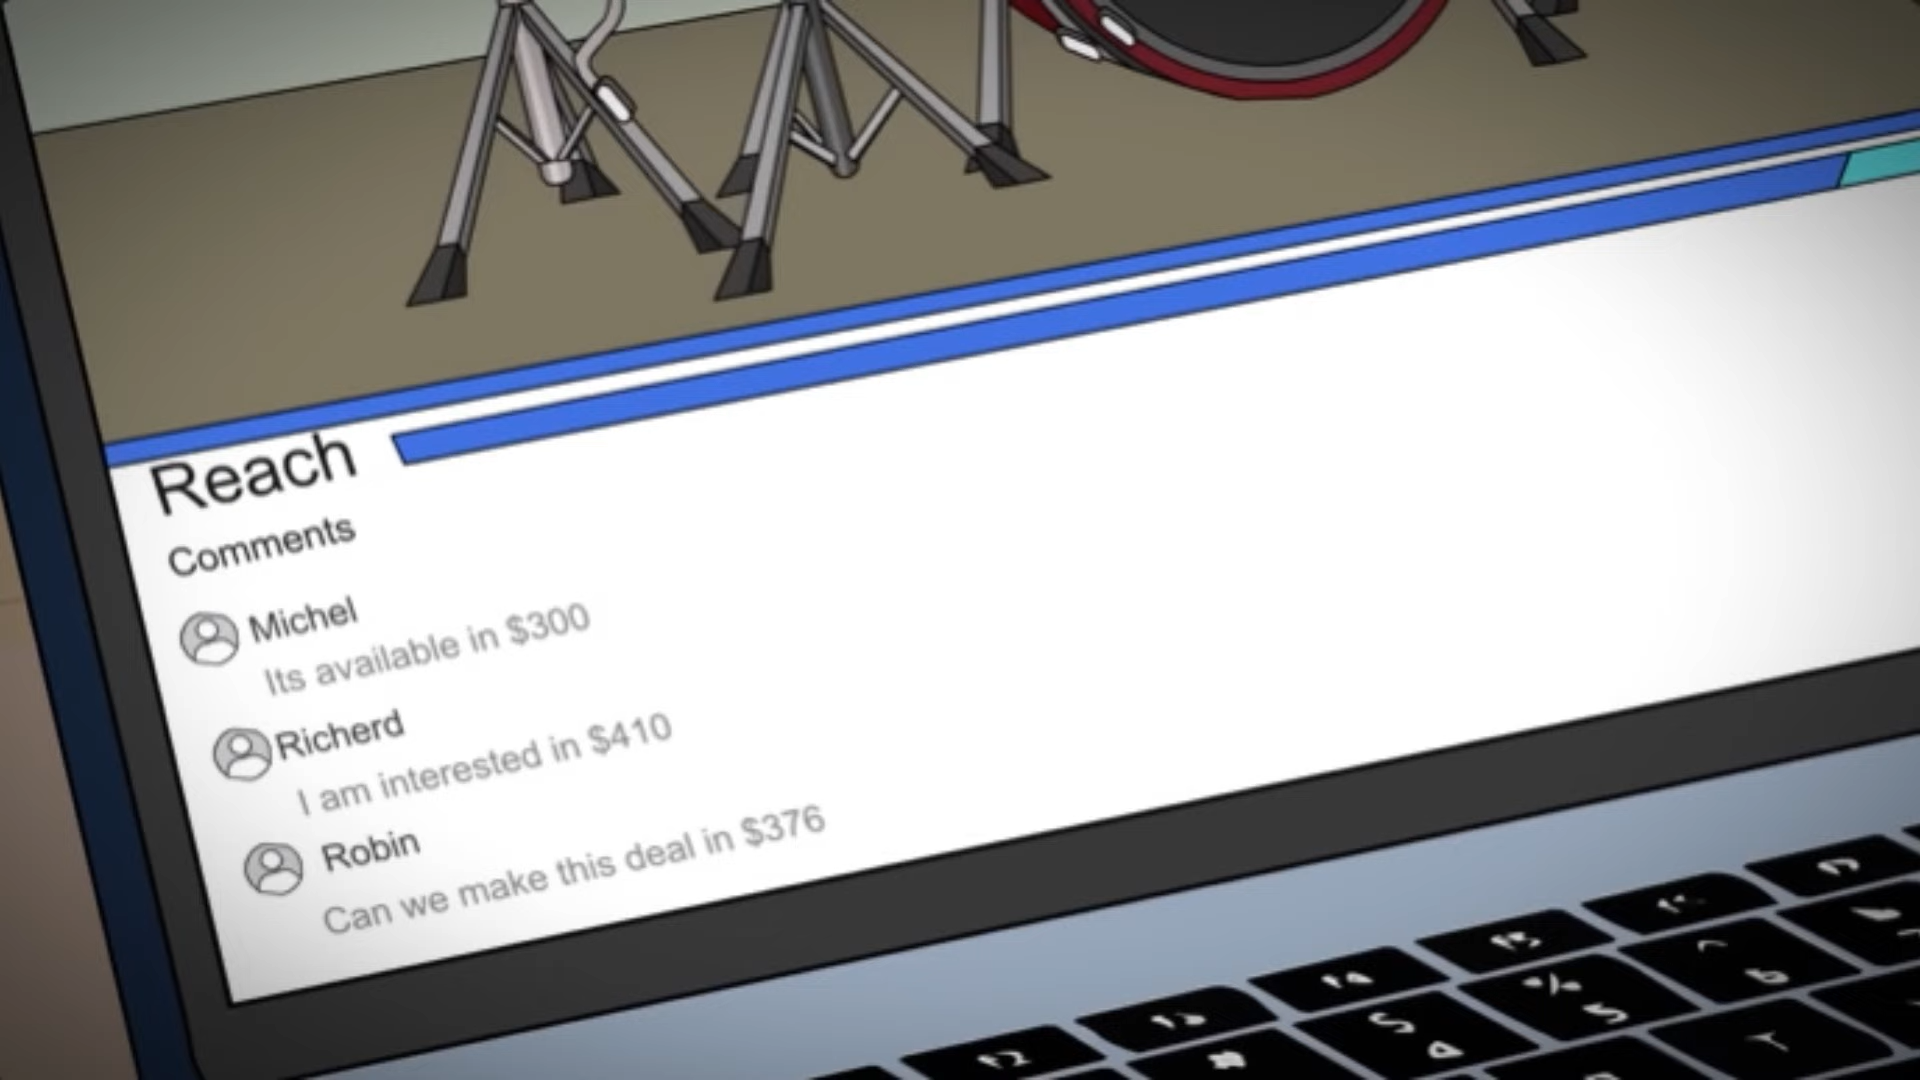 Reach
Comments
Michel
Its available in $300
Richerd
I am interested in $410
Robin
Can we make this deal in $376